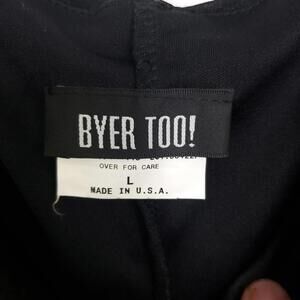 BYER TOO!
OVER FOR CARE
L
MADE IN U.S.A.